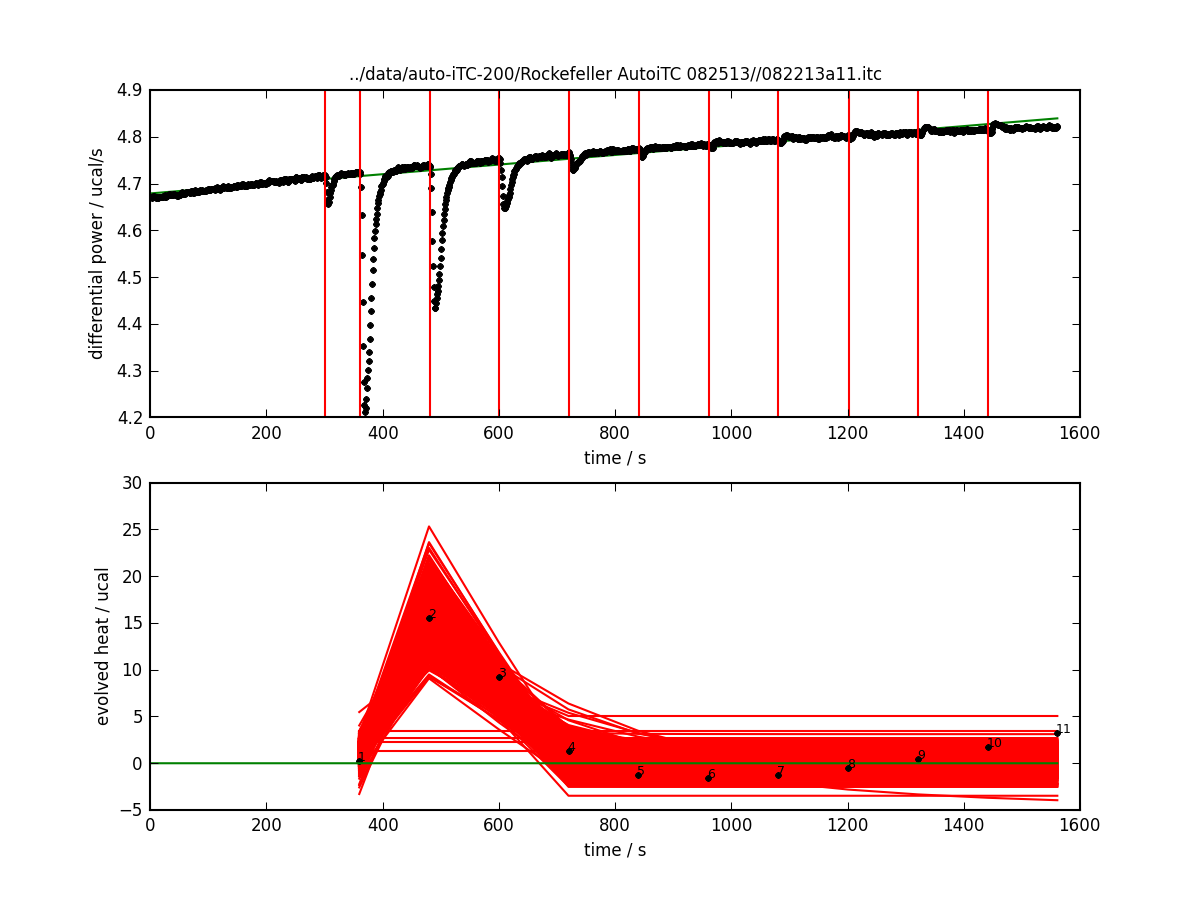 ../data/auto-iTC-200/Rockefeller AutoiTC 082513//082213a11.itc
4.9
4.8
4.7
4.6
4.5
4.4
4.3
4.2
differential power / ucal/s
0 200 400 600 800 1000 1200 1400 1600
time / s
30
25
20
15
10
5
0
−5
evolved heat / ucal
1 2 3 4 5 6 7 8 9 10 11
0 200 400 600 800 1000 1200 1400 1600
time / s